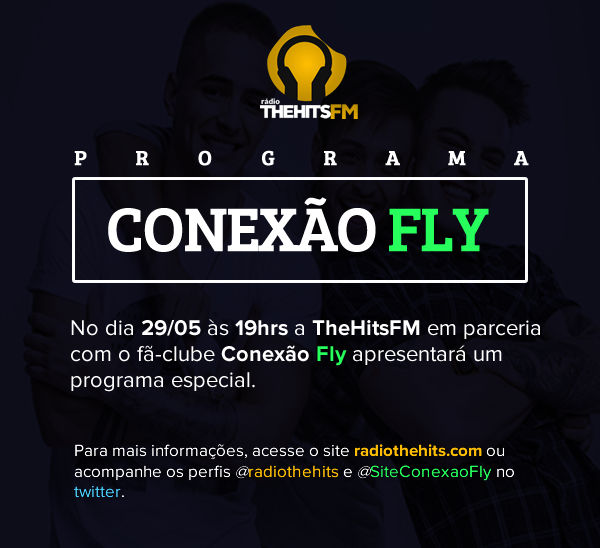 rádio
THEHITSFM
PROGRAMA
CONEXÃO FLY
No dia 29/05 às 19hrs a TheHitsFM em parceria
com o fã-clube Conexão Fly apresentará um
programa especial.
Para mais informações, acesse o site radiothehits.com ou
acompanhe os perfis @radiothehits e @SiteConexaoFly no
twitter.